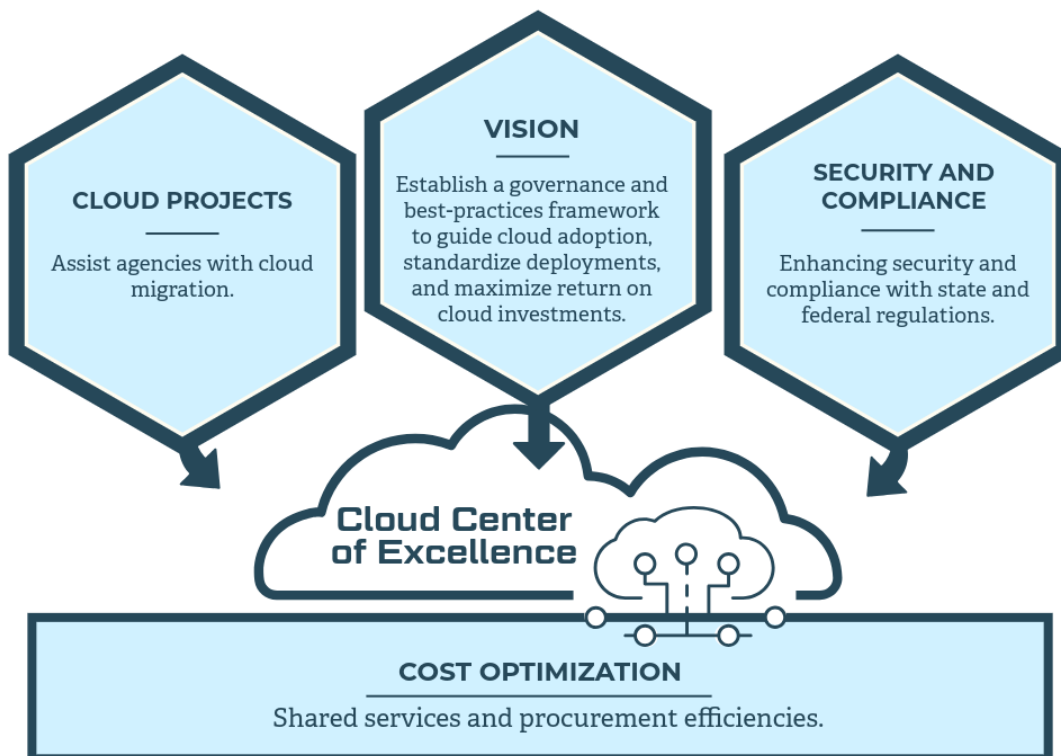 CLOUD PROJECTS
Assist agencies with cloud
migration.
VISION
Establish a governance and
best-practices framework
to guide cloud adoption,
standardize deployments,
and maximize return on
cloud investments.
SECURITY AND
COMPLIANCE
Enhancing security and
compliance with state and
federal regulations.
Cloud Center
of Excellence
COST OPTIMIZATION
Shared services and procurement efficiencies.